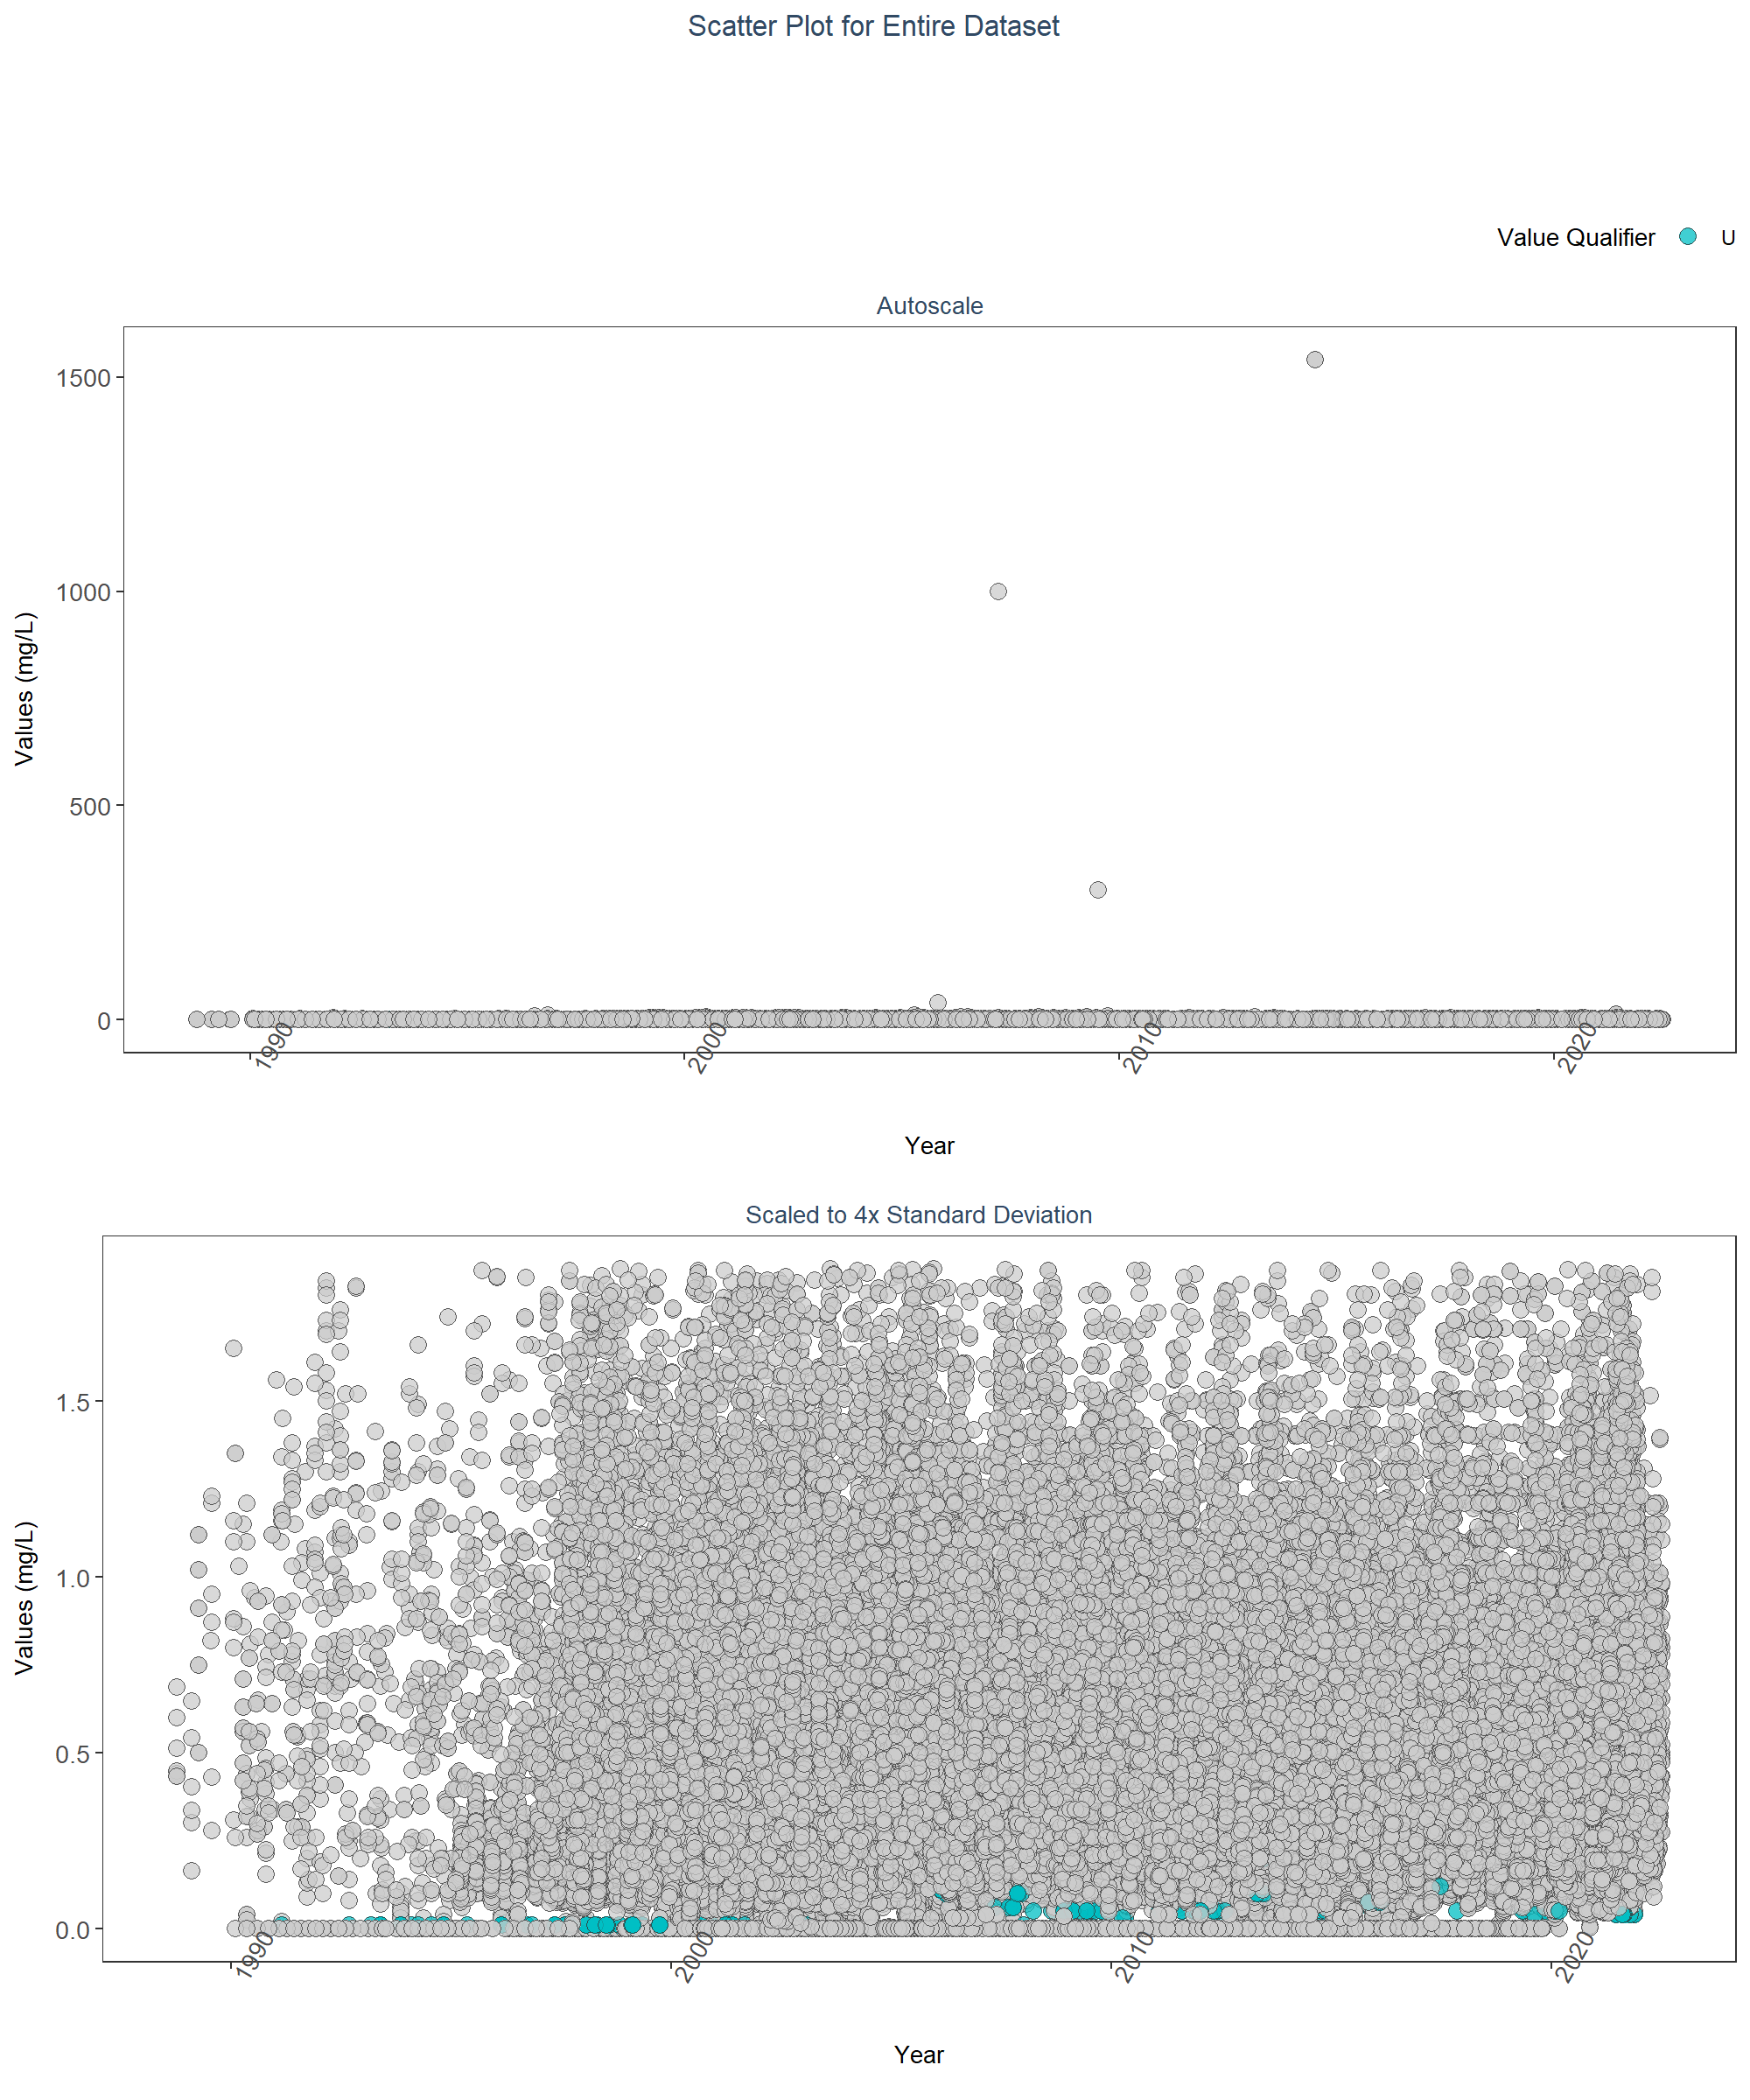 Scatter Plot for Entire Dataset
Value Qualifier U
Autoscale
1500
1000
500
0
Values (mg/L)
1990 2000 2010 2020
Year
Scaled to 4x Standard Deviation
1.5
1.0
0.5
0.0
Values (mg/L)
1990 2000 2010 2020
Year